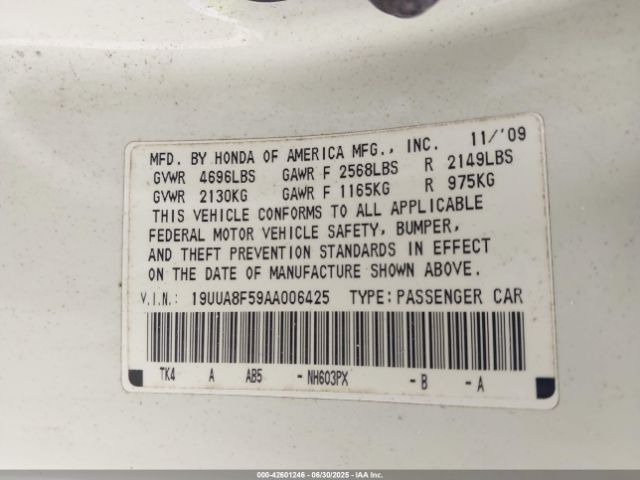 MFD. BY HONDA OF AMERICA MFG., INC. 11/'09
GVWR 4696LBS GAWR F 2568LBS R 2149LBS
GVWR 2130KG GAWR F 1165KG R 975KG
THIS VEHICLE CONFORMS TO ALL APPLICABLE
FEDERAL MOTOR VEHICLE SAFETY, BUMPER,
AND THEFT PREVENTION STANDARDS IN EFFECT
ON THE DATE OF MANUFACTURE SHOWN ABOVE.
V.I.N.: 19UUA8F59AA006425 TYPE: PASSENGER CAR
TK4 A AB5 - NH603PX - B - A
000-42601246 - 06/30/2025 - IAA Inc.